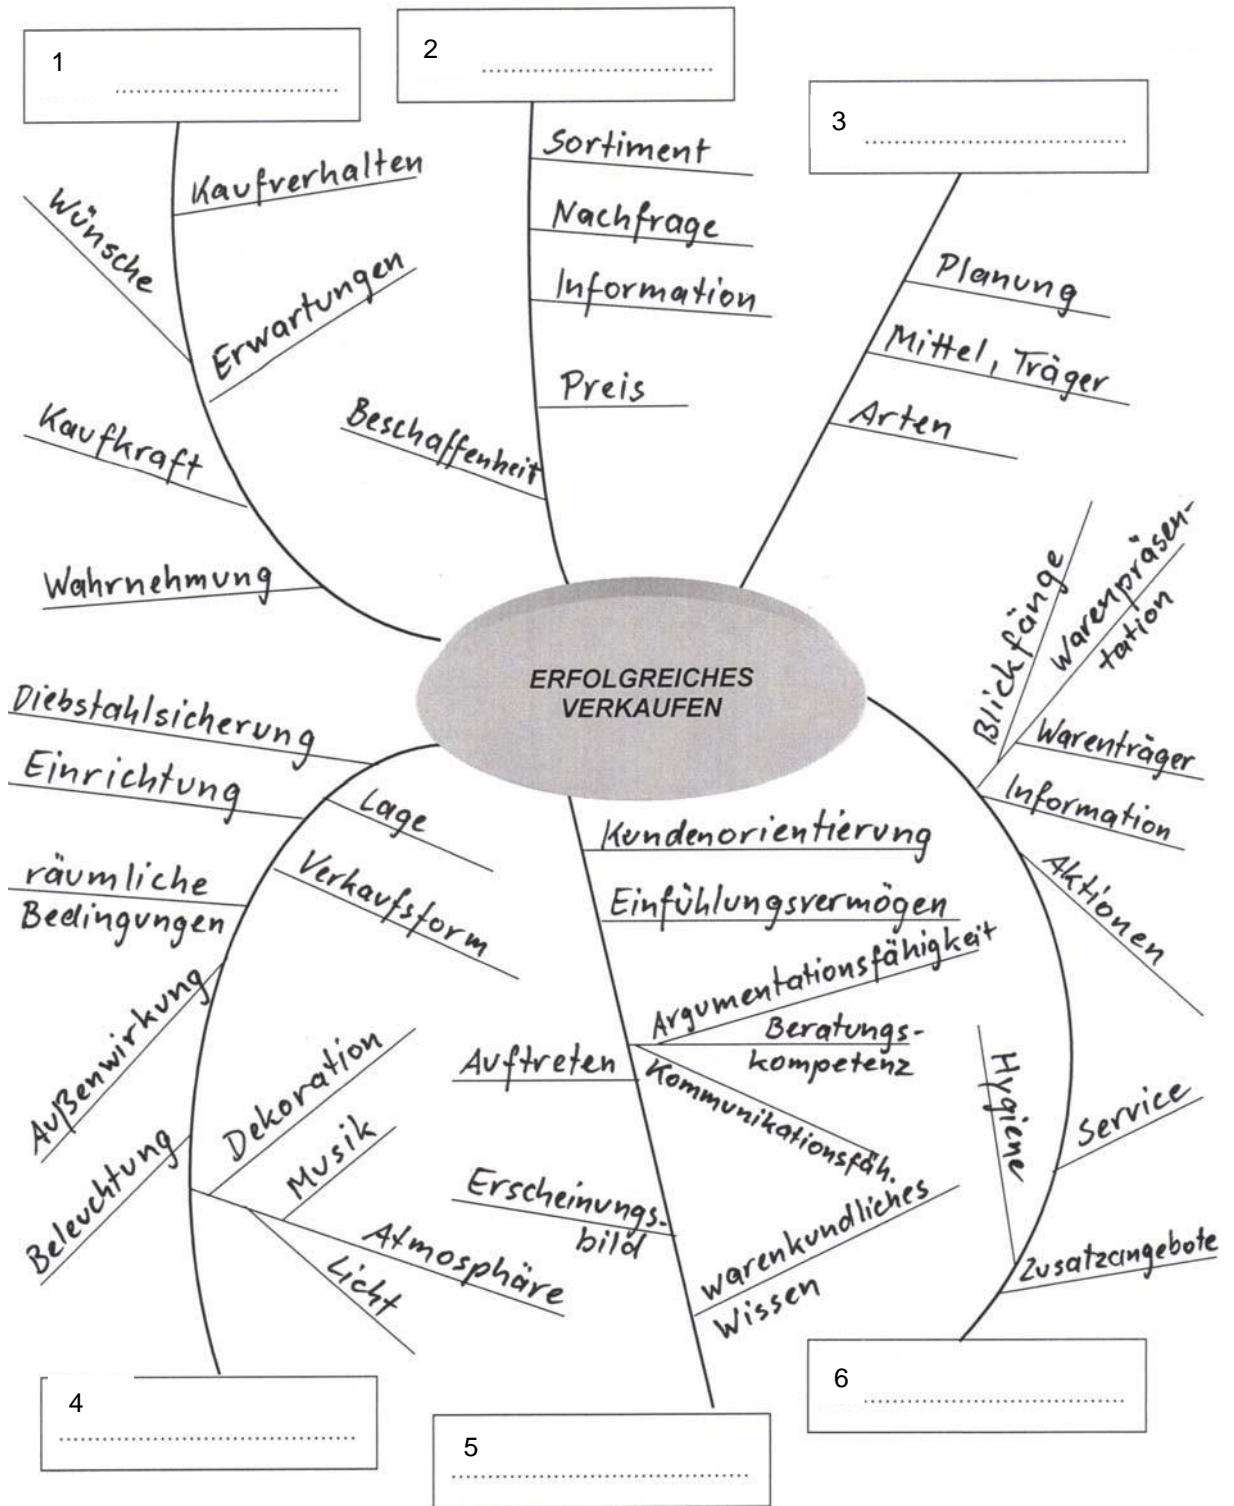 1
2
3
Kaufverhalten
Wünsche
Erwartungen
Kaufkraft
Wahrnehmung
Sortiment
Nachfrage
Information
Preis
Beschaffenheit
Planung
Mittel, Träger
Arten
ERFOLGREICHES
VERKAUFEN
Diebstahlsicherung
Einrichtung
Lage
Verkaufsform
räumliche
Bedingungen
Außenwirkung
Beleuchtung
Dekoration
Musik
Atmosphäre
Licht
Kundenorientierung
Einfühlungsvermögen
Argumentationsfähigkeit
Beratungs-
kompetenz
Kommunikationsfäh.
Auftreten
Erscheinungs-
bild
warenkundliches
Wissen
Blickfänge
Warenpräsen-
tation
Warenträger
Information
Aktionen
Hygiene
Service
Zusatzangebote
4
5
6